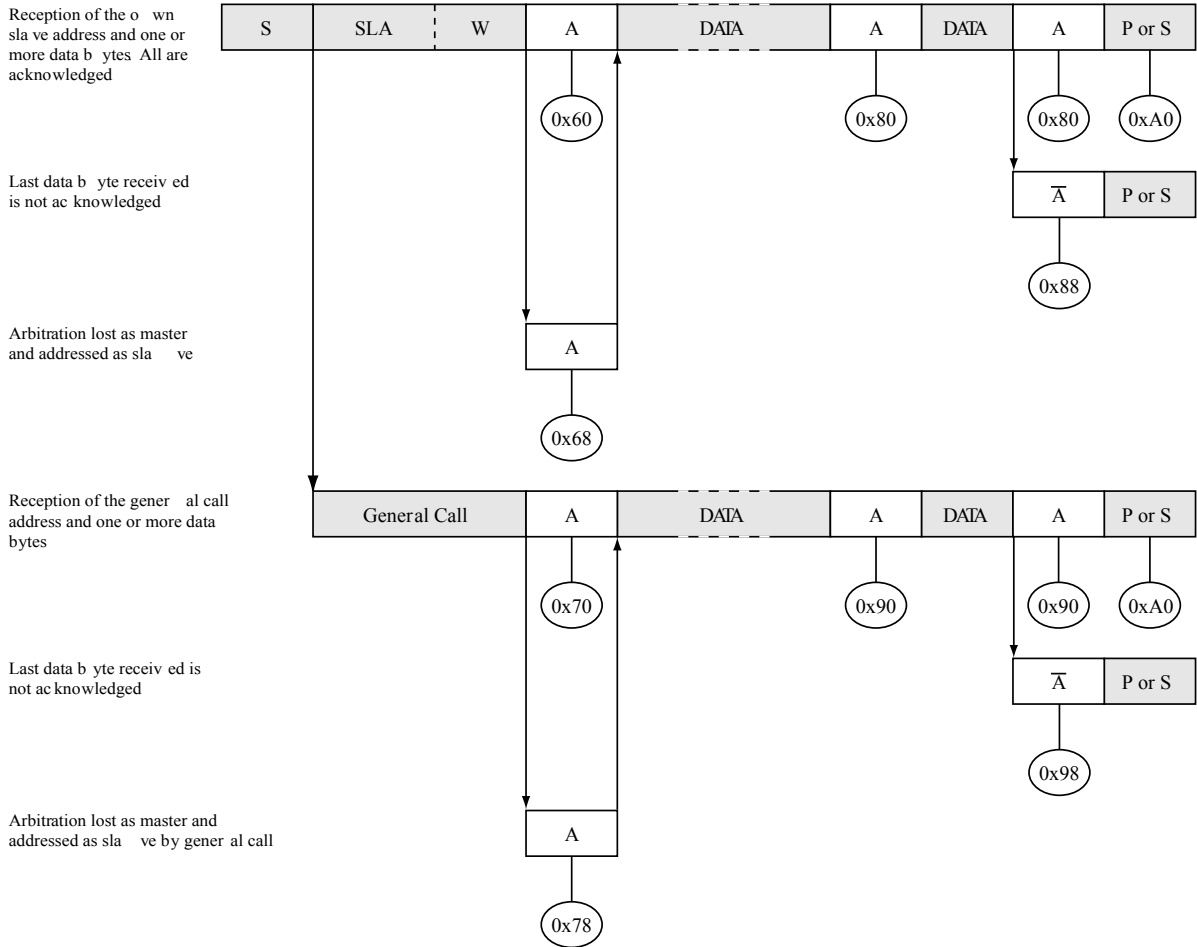 Reception of the o wn
sla ve address and one or
more data b ytes. All are
acknowledged
S SLA W A DATA A DATA A P or S
0x60 0x80 0x80 0xA0
Last data b yte receiv ed
is not ac knowledged
A̅ P or S
0x88
Arbitration lost as master
and addressed as sla ve
A
0x68
Reception of the gener al call
address and one or more data
bytes
General Call A DATA A DATA A P or S
0x70 0x90 0x90 0xA0
Last data b yte receiv ed is
not ac knowledged
A̅ P or S
0x98
Arbitration lost as master and
addressed as sla ve by gener al call
A
0x78